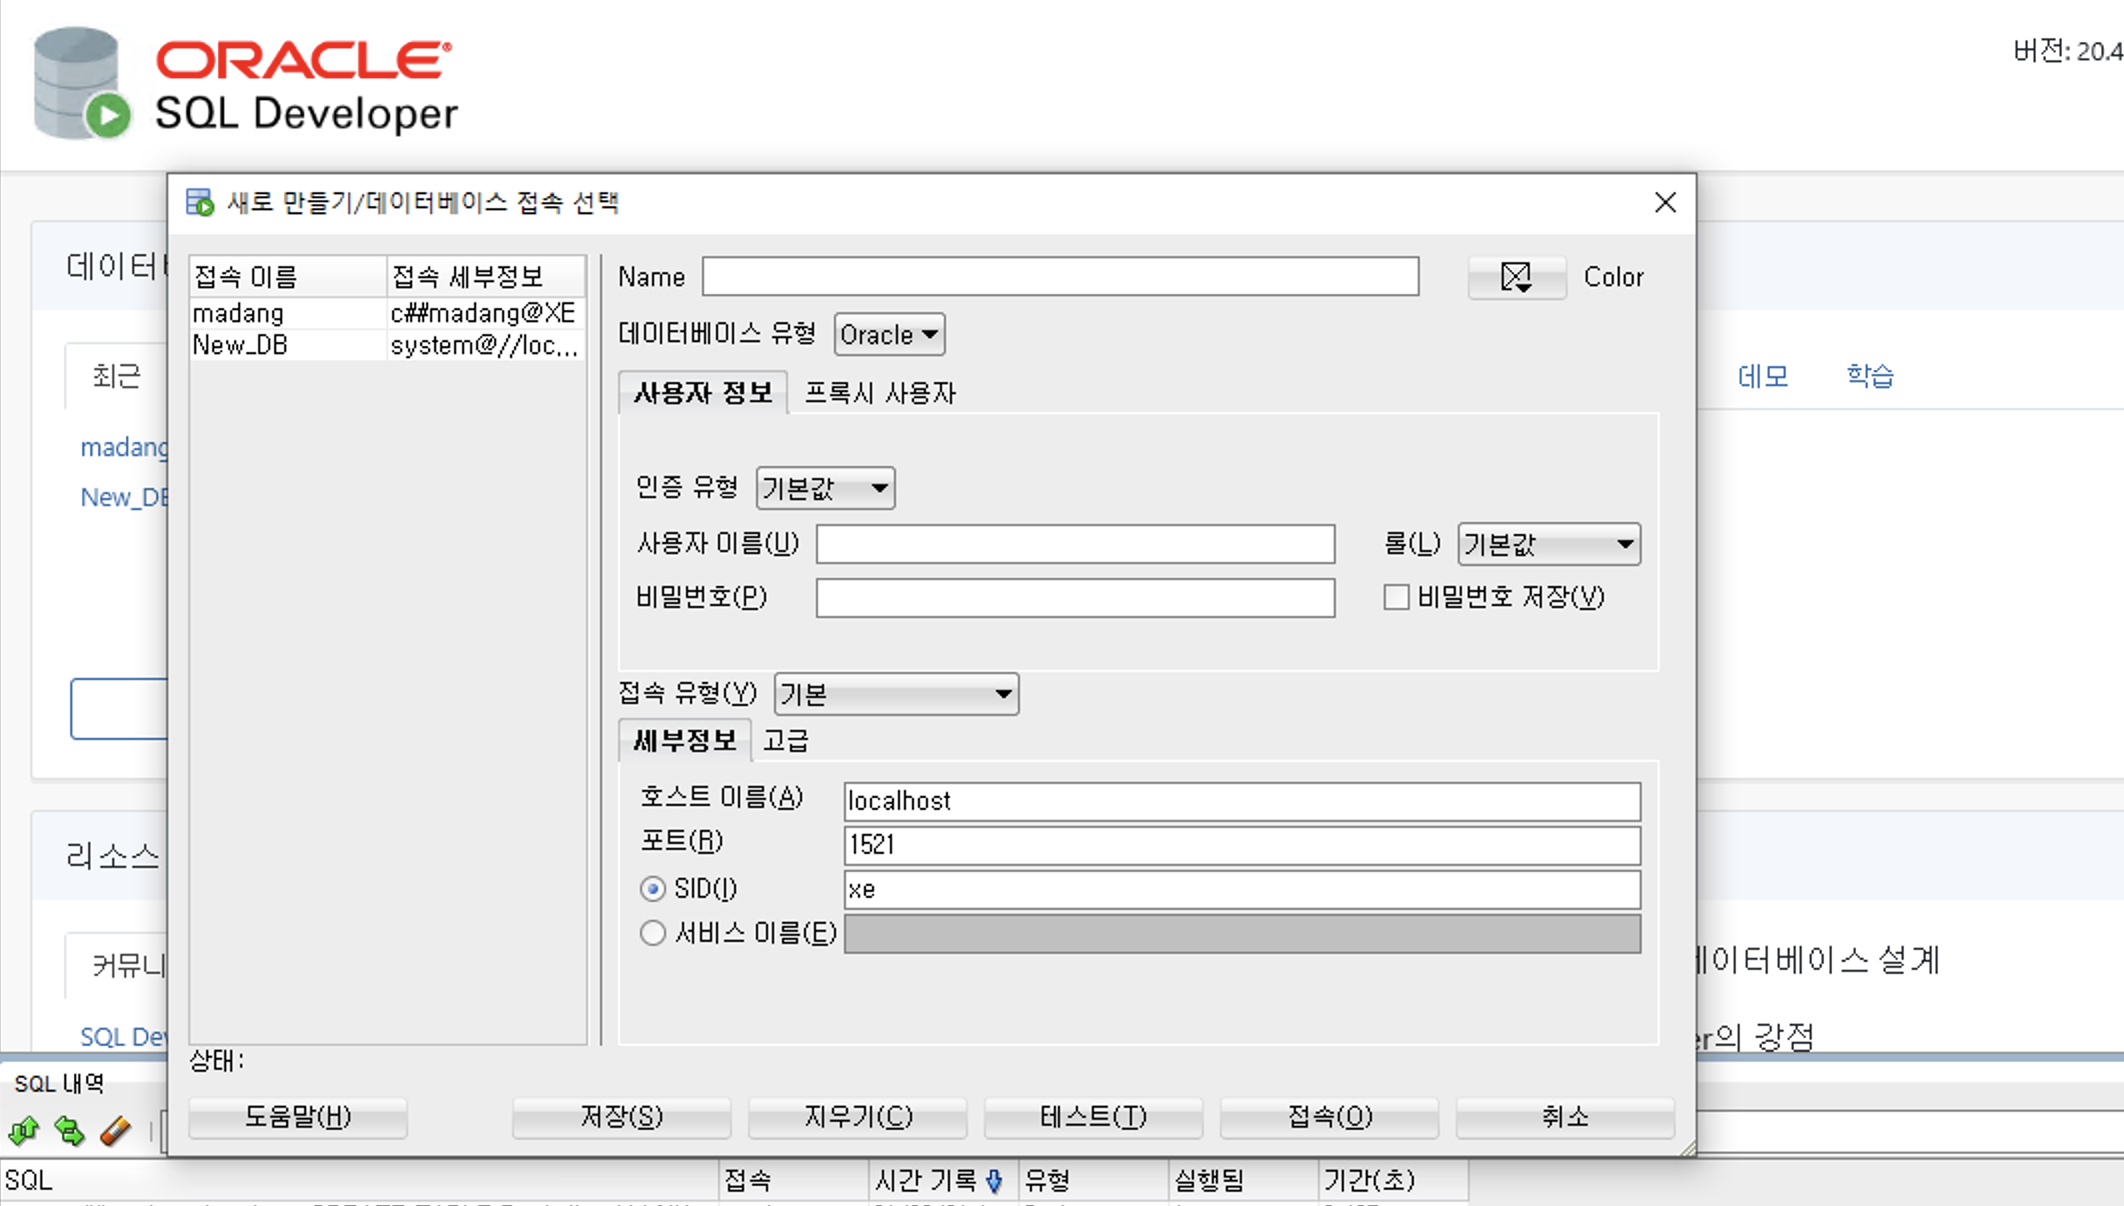 ORACLE
SQL Developer
버전: 20.4
새로 만들기/데이터베이스 접속 선택
접속 이름 접속 세부정보
madang c##madang@XE
New_DB system@//loc...
Name
Color
데이터베이스 유형 Oracle
사용자 정보 프록시 사용자
인증 유형 기본값
사용자 이름(U)
롤(L) 기본값
비밀번호(P)
비밀번호 저장(V)
접속 유형(Y) 기본
세부정보 고급
호스트 이름(A) localhost
포트(R) 1521
SID(I) xe
서비스 이름(E)
상태:
도움말(H) 저장(S) 지우기(C) 테스트(T) 접속(O) 취소
최근
데모 학습
madang
New_DB
리소스
커뮤니
데이터베이스 설계
SQL Dev
er의 강점
SQL 내역
SQL 접속 시간 기록 유형 실행됨 기간(초)